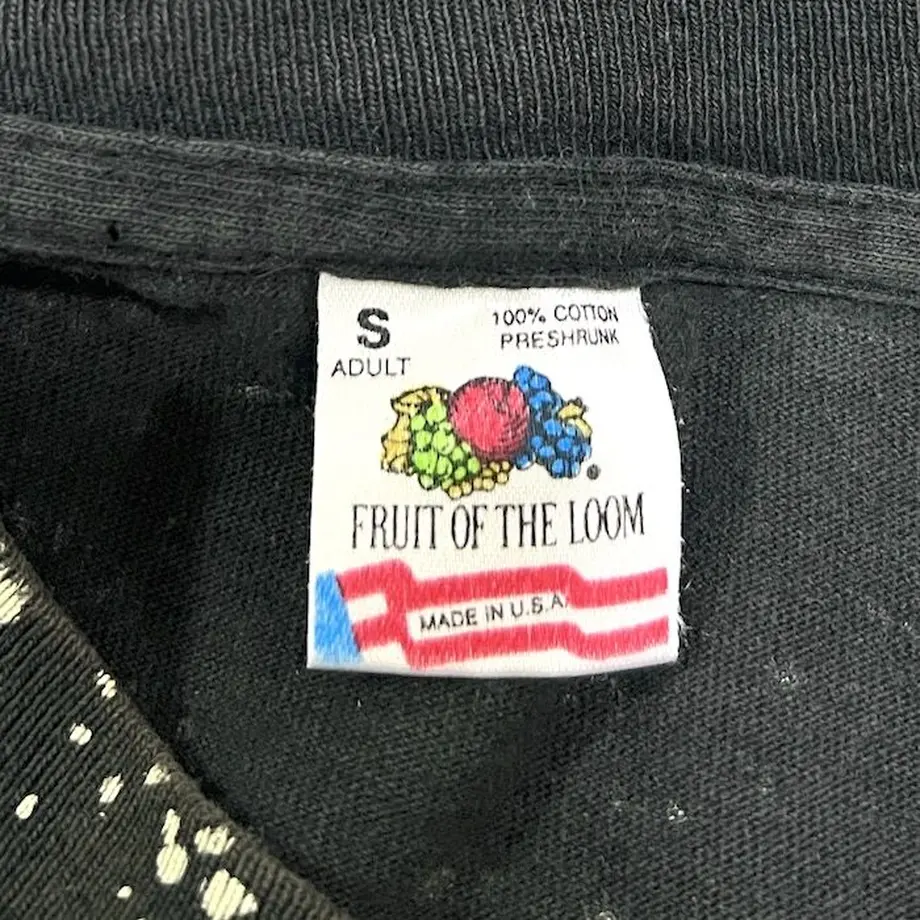 S
100% COTTON
ADULT
PRESHRUNK
FRUIT OF THE LOOM
®
MADE IN U.S.A.